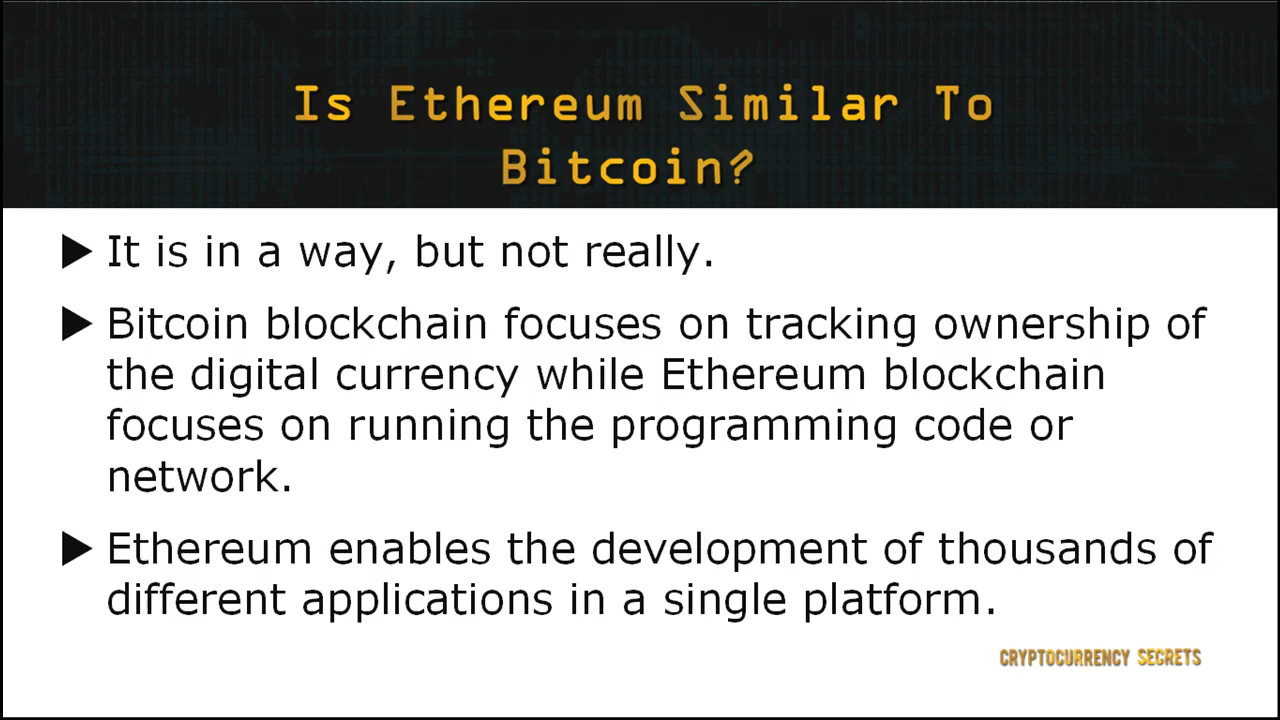 Is Ethereum Similar To
Bitcoin?
▶ It is in a way, but not really.
▶ Bitcoin blockchain focuses on tracking ownership of
the digital currency while Ethereum blockchain
focuses on running the programming code or
network.
▶ Ethereum enables the development of thousands of
different applications in a single platform.
CRYPTOCURRENCY SECRETS